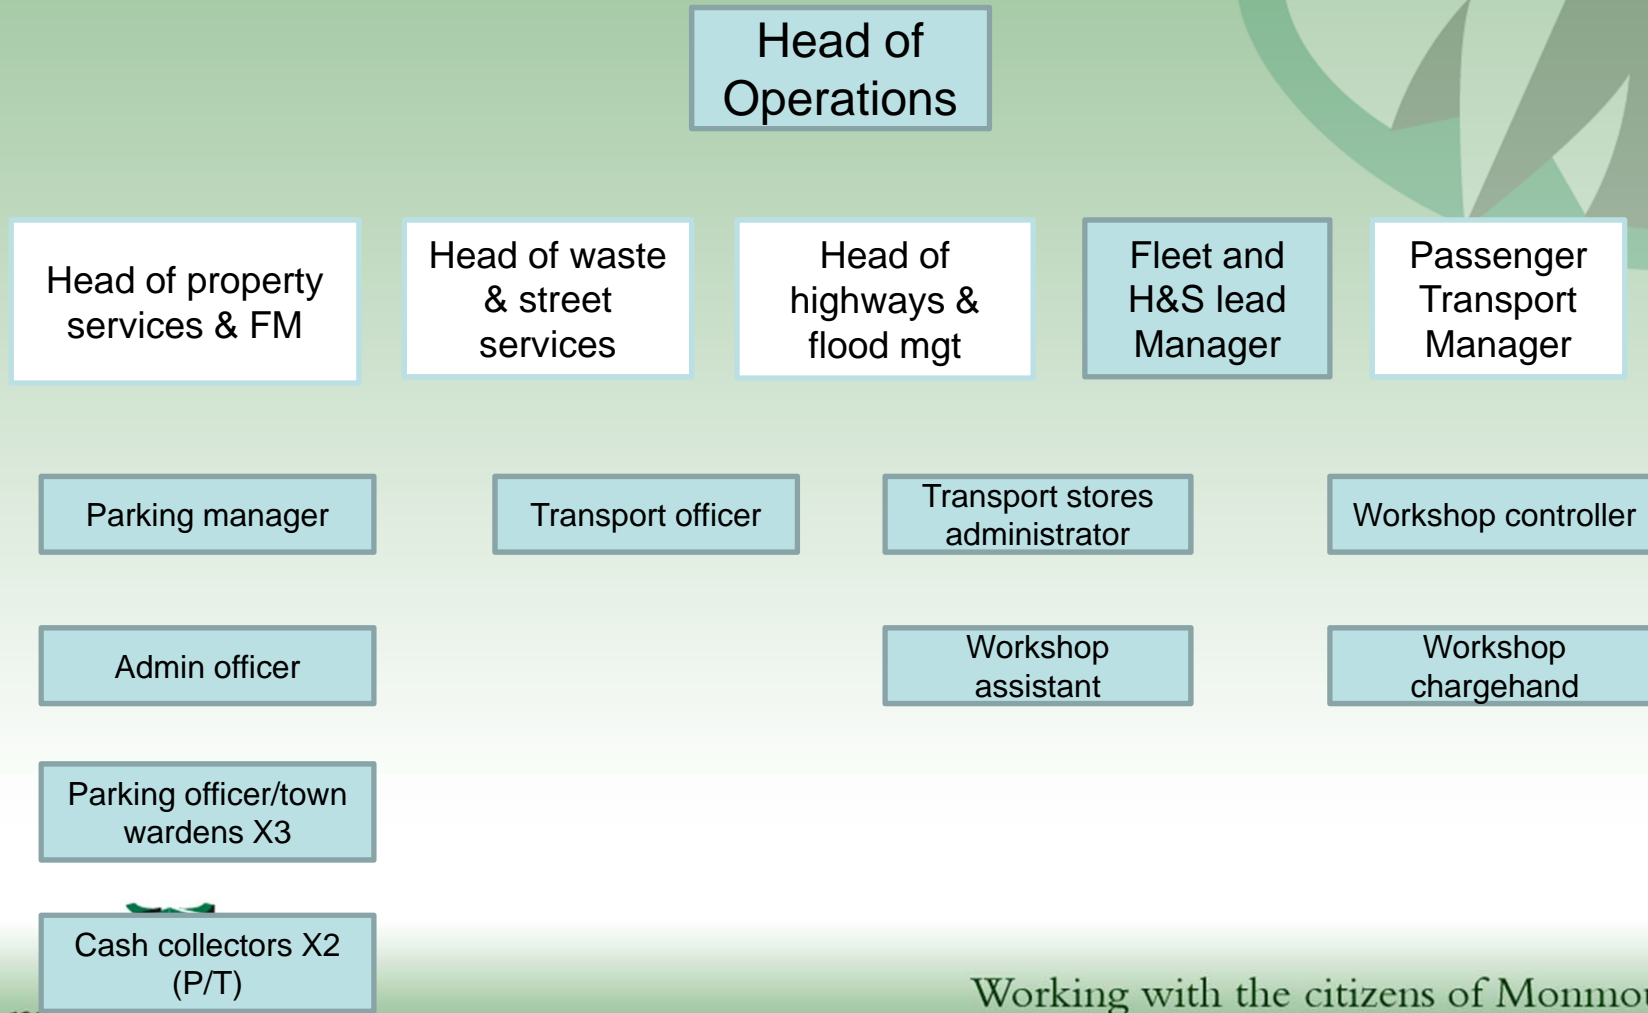 Head of
Operations
Head of property
services & FM
Head of waste
& street
services
Head of
highways &
flood mgt
Fleet and
H&S lead
Manager
Passenger
Transport
Manager
Parking manager
Transport officer
Transport stores
administrator
Workshop controller
Admin officer
Workshop
assistant
Workshop
chargehand
Parking officer/town
wardens X3
Cash collectors X2
(P/T)
Working with the citizens of Monmou